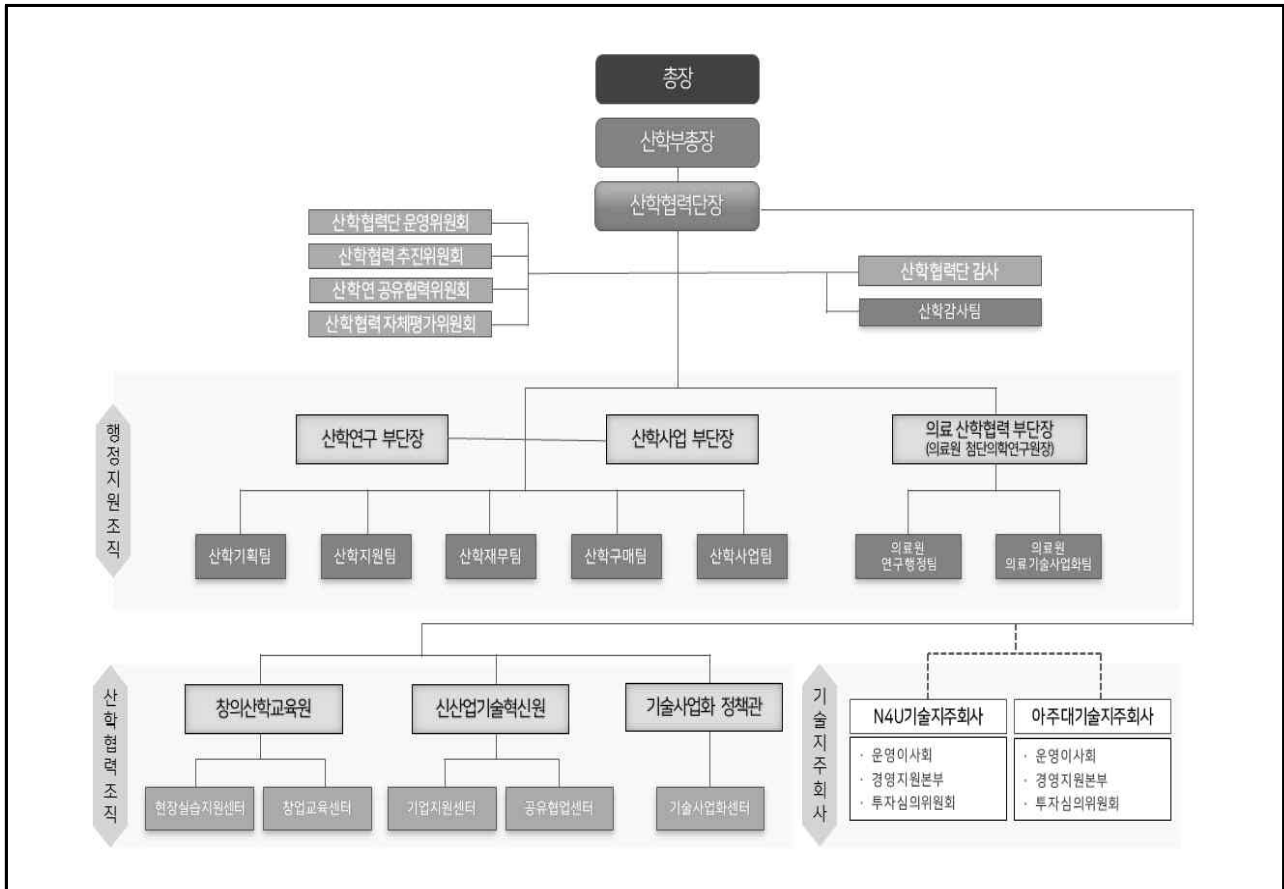 총장
산학부총장
산학협력단장
산학협력단 운영위원회
산학협력 추진위원회
산학연 공유협력위원회
산학협력 자체평가위원회
산학협력단 감사
산학감사팀
행정지원조직
산학연구 부단장
산학사업 부단장
의료 산학협력 부단장
(의료원 첨단의학연구원장)
산학기획팀
산학지원팀
산학재무팀
산학구매팀
산학사업팀
의료원
연구행정팀
의료원
의료기술사업화팀
산학협력조직
창의산학교육원
신산업기술혁신원
기술사업화 정책관
현장실습지원센터
창업교육센터
기업지원센터
공유협업센터
기술사업화센터
기술지주회사
N4U기술지주회사
· 운영이사회
· 경영지원본부
· 투자심의위원회
아주대기술지주회사
· 운영이사회
· 경영지원본부
· 투자심의위원회